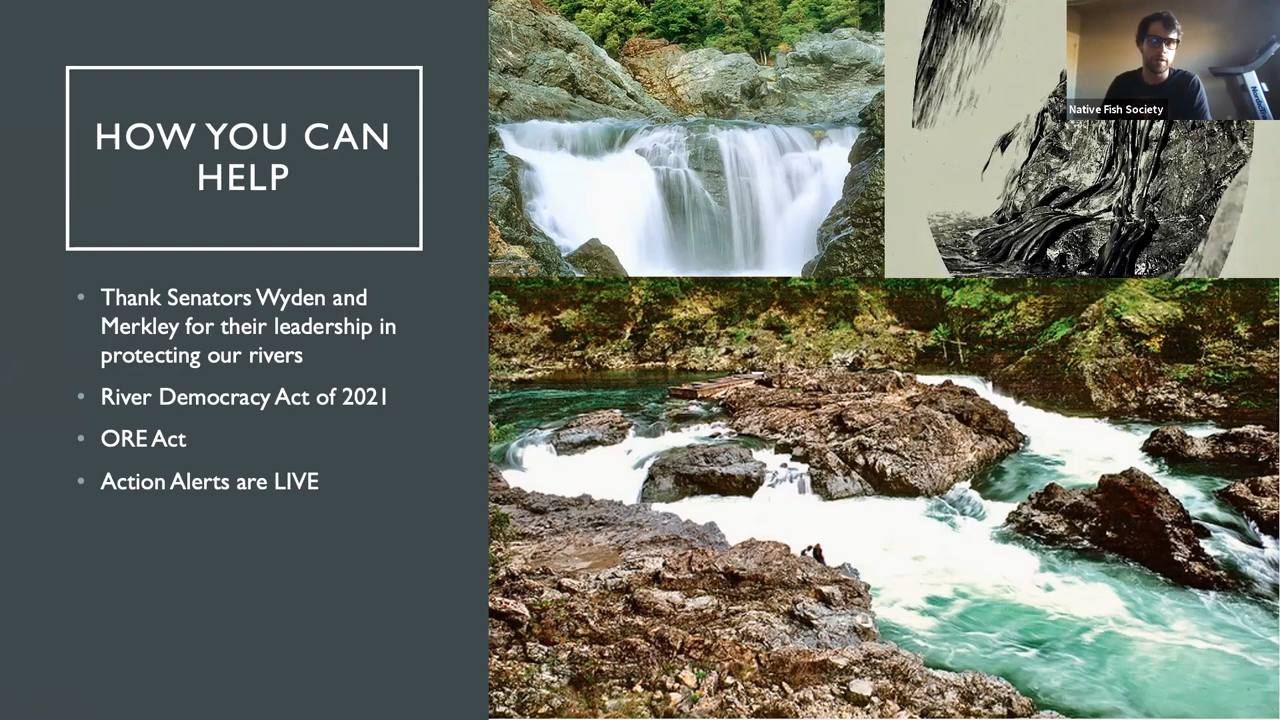 HOW YOU CAN
HELP
• Thank Senators Wyden and
Merkley for their leadership in
protecting our rivers
• River Democracy Act of 2021
• ORE Act
• Action Alerts are LIVE
Native Fish Society